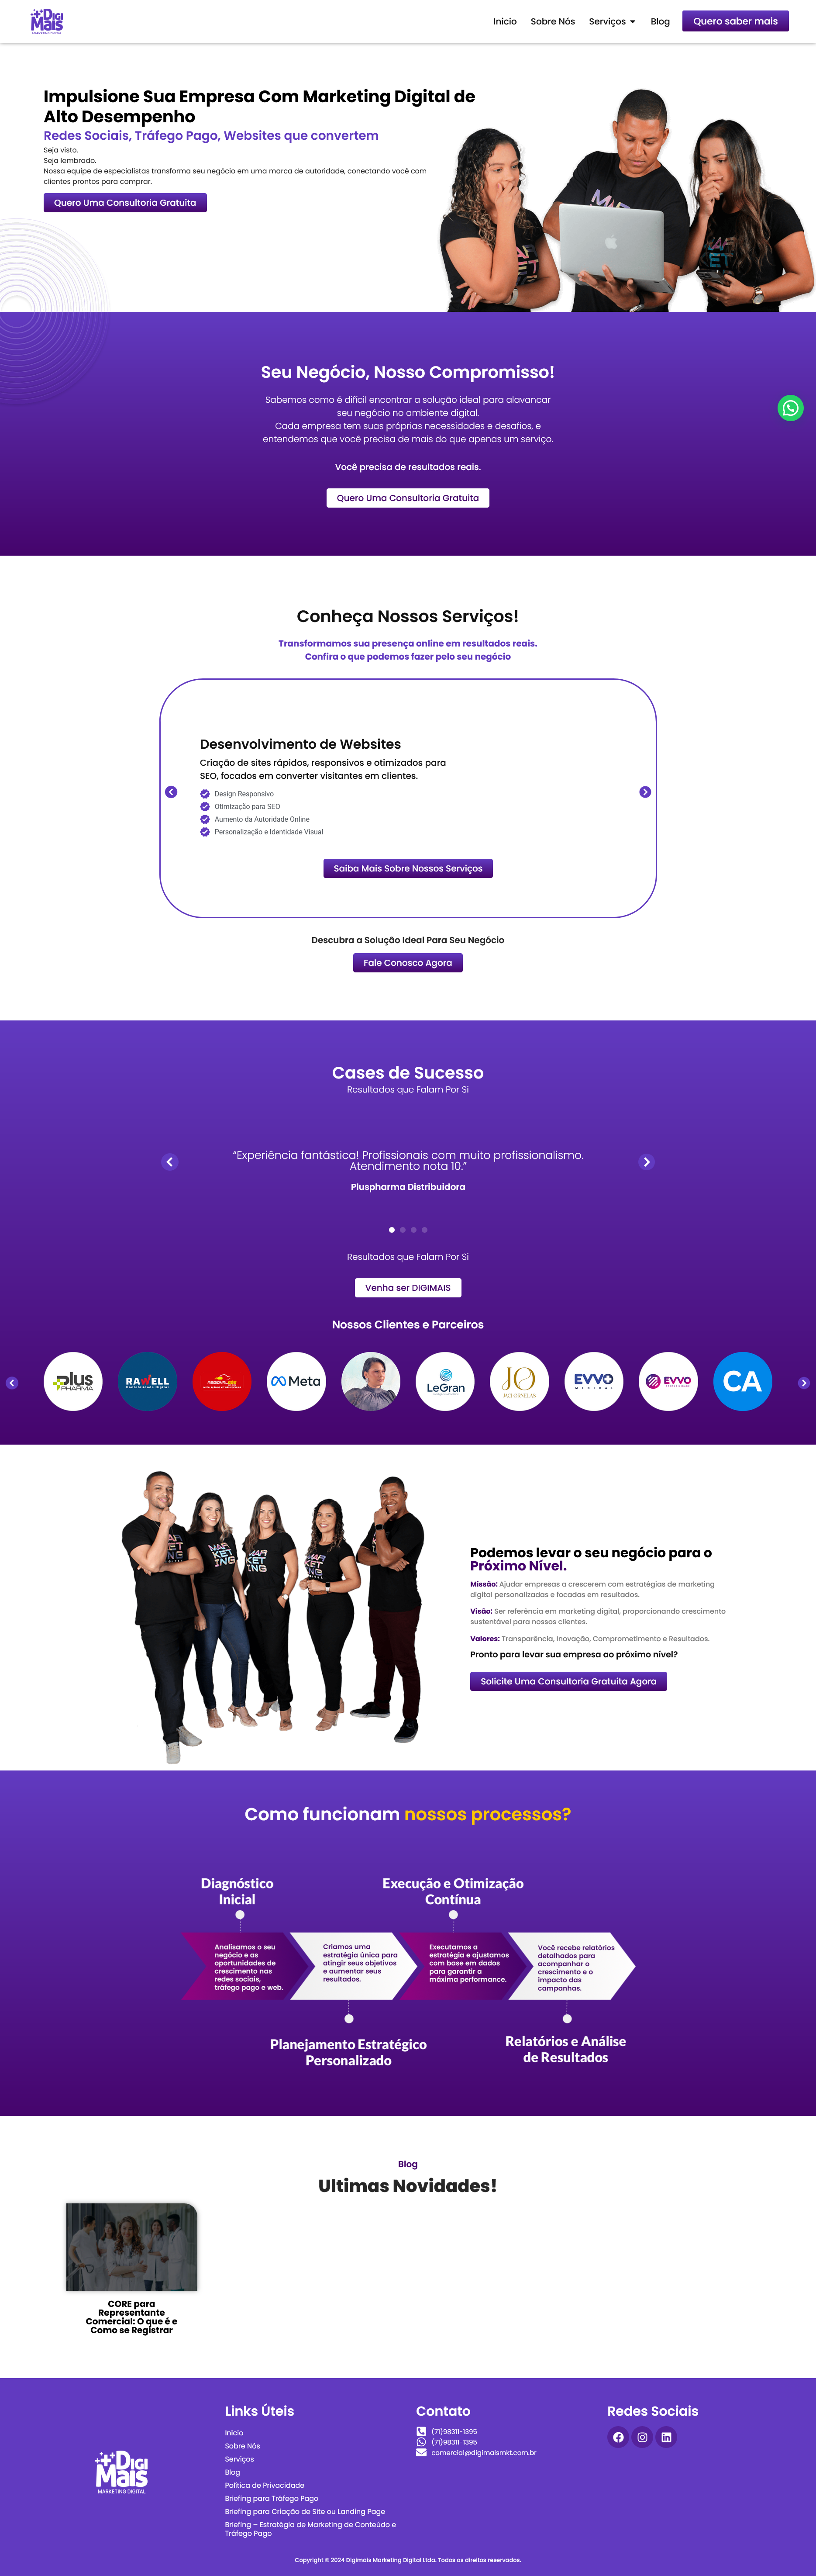 Digi
Mais
MARKETING DIGITAL
Inicio
Sobre Nós
Serviços
Blog
Quero saber mais
Impulsione Sua Empresa Com Marketing Digital de
Alto Desempenho
Redes Sociais, Tráfego Pago, Websites que convertem
Seja visto.
Seja lembrado.
Nossa equipe de especialistas transforma seu negócio em uma marca de autoridade, conectando você com
clientes prontos para comprar.
Quero Uma Consultoria Gratuita
Seu Negócio, Nosso Compromisso!
Sabemos como é difícil encontrar a solução ideal para alavancar
seu negócio no ambiente digital.
Cada empresa tem suas próprias necessidades e desafios, e
entendemos que você precisa de mais do que apenas um serviço.
Você precisa de resultados reais.
Quero Uma Consultoria Gratuita
Conheça Nossos Serviços!
Transformamos sua presença online em resultados reais.
Confira o que podemos fazer pelo seu negócio
Desenvolvimento de Websites
Criação de sites rápidos, responsivos e otimizados para
SEO, focados em converter visitantes em clientes.
Design Responsivo
Otimização para SEO
Aumento da Autoridade Online
Personalização e Identidade Visual
Saiba Mais Sobre Nossos Serviços
Descubra a Solução Ideal Para Seu Negócio
Fale Conosco Agora
Cases de Sucesso
Resultados que Falam Por Si
“Experiência fantástica! Profissionais com muito profissionalismo.
Atendimento nota 10.”
Pluspharma Distribuidora
Resultados que Falam Por Si
Venha ser DIGIMAIS
Nossos Clientes e Parceiros
plus
PHARMA
RAWELL
Contabilidade Digital
Meta
LeGran
JO
EVVO
MEDICAL
EVVO
CA
MAR
KET
ING
Podemos levar o seu negócio para o
Próximo Nível.
Missão: Ajudar empresas a crescerem com estratégias de marketing
digital personalizadas e focadas em resultados.
Visão: Ser referência em marketing digital, proporcionando crescimento
sustentável para nossos clientes.
Valores: Transparência, Inovação, Comprometimento e Resultados.
Pronto para levar sua empresa ao próximo nível?
Solicite Uma Consultoria Gratuita Agora
Como funcionam nossos processos?
Diagnóstico
Inicial
Execução e Otimização
Contínua
Analisamos o seu
negócio e as
oportunidades de
crescimento nas
redes sociais,
tráfego pago e web.
Criamos uma
estratégia única para
atingir seus objetivos
e aumentar seus
resultados.
Executamos a
estratégia e ajustamos
com base em dados
para garantir a
máxima performance.
Você recebe relatórios
detalhados para
acompanhar o
crescimento e o
impacto das
campanhas.
Planejamento Estratégico
Personalizado
Relatórios e Análise
de Resultados
Blog
Ultimas Novidades!
CORE para
Representante
Comercial: O que é e
Como se Registrar
Digi
Mais
MARKETING DIGITAL
Links Úteis
Inicio
Sobre Nós
Serviços
Blog
Política de Privacidade
Briefing para Tráfego Pago
Briefing para Criação de Site ou Landing Page
Briefing – Estratégia de Marketing de Conteúdo e
Tráfego Pago
Contato
(71)98311-1395
(71)98311-1395
comercial@digimaismkt.com.br
Redes Sociais
Copyright © 2024 Digimais Marketing Digital Ltda. Todos os direitos reservados.